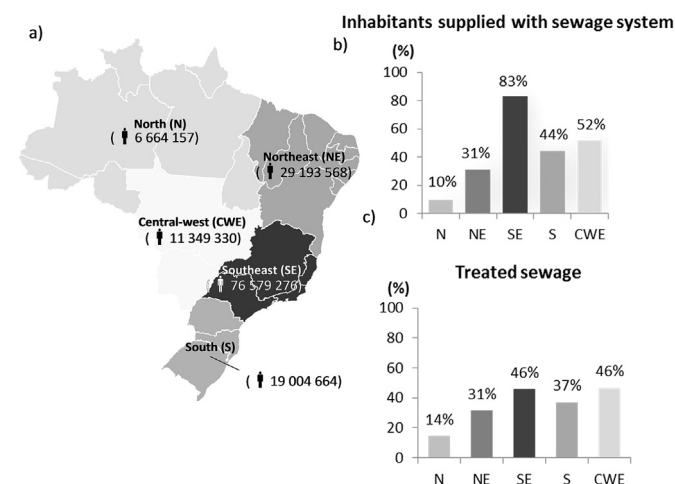 a)
North (N)
( 6 664 157)
Northeast (NE)
( 29 193 568)
Central-west (CWE)
( 11 349 330)
Southeast (SE)
( 76 579 276)
South (S)
( 19 004 664)
Inhabitants supplied with sewage system
b)
(%)
100
80
60
40
20
0
10%
31%
83%
44%
52%
N NE SE S CWE
c)
Treated sewage
(%)
100
80
60
40
20
0
14%
31%
46%
37%
46%
N NE SE S CWE